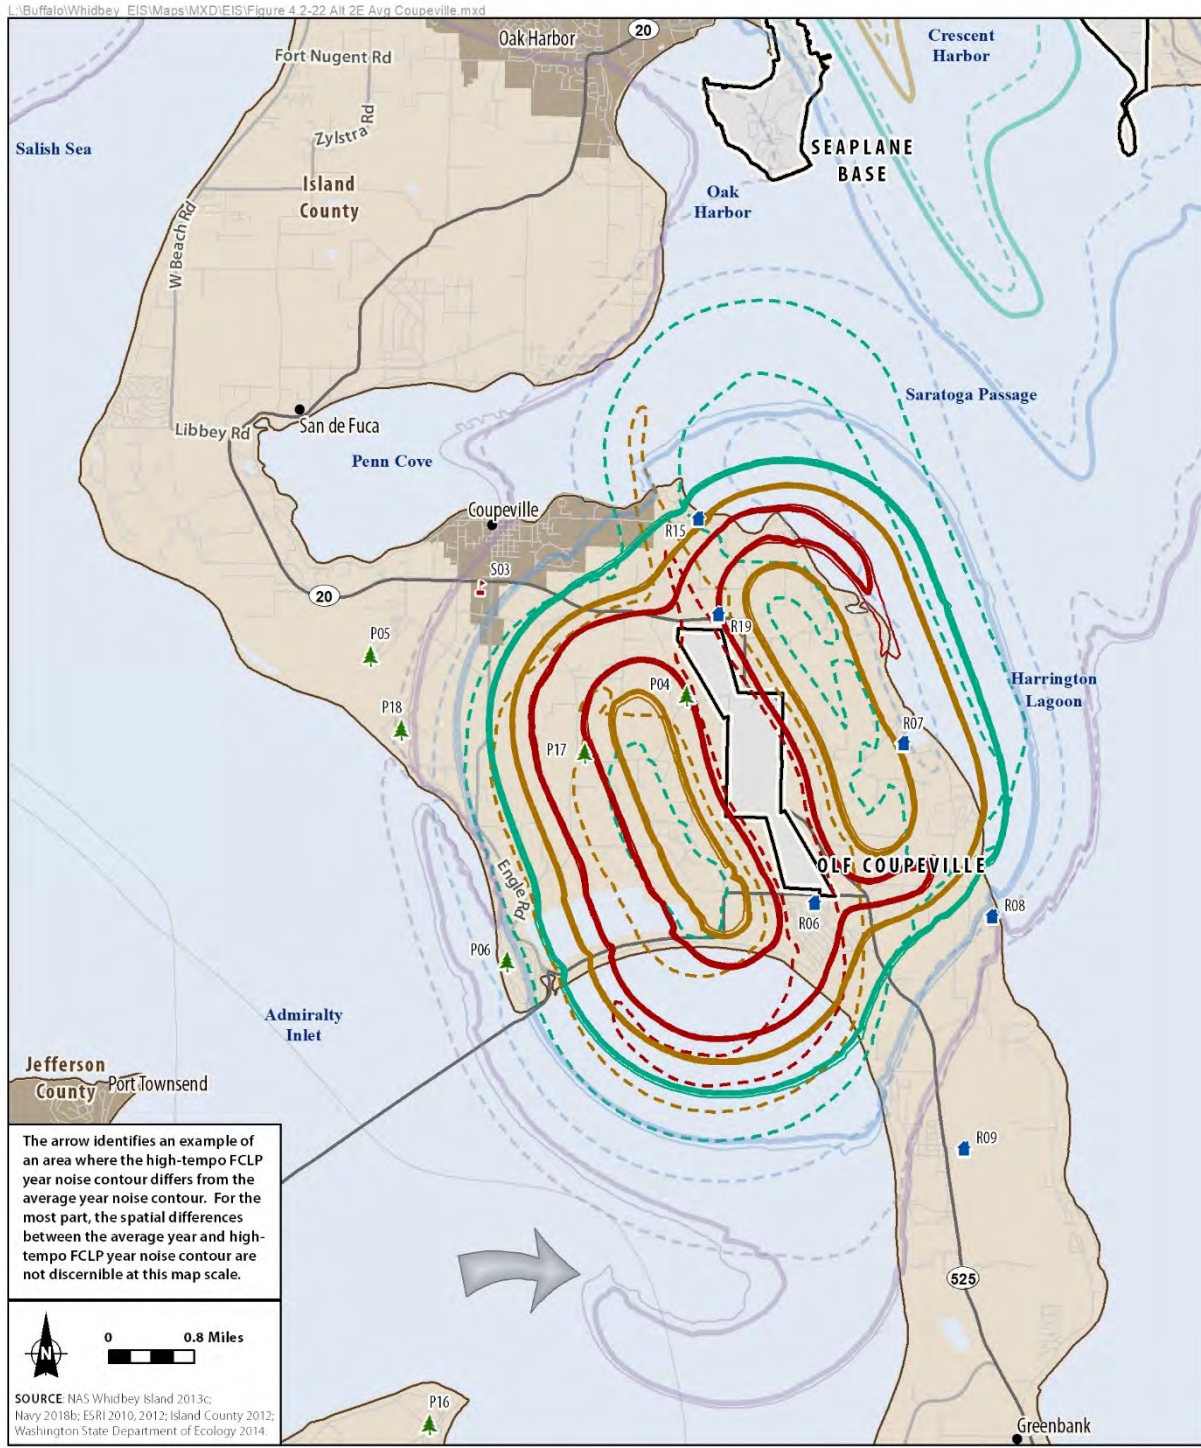 L:\Buffalo\Whidbey_EIS\Maps\MXD\EIS\Figure 4.2-22 Alt 2E Avg Coupeville.mxd
Oak Harbor
20
Crescent
Harbor
Fort Nugent Rd
Zylstra Rd
Salish Sea
SEAPLANE
BASE
Island
County
Oak
Harbor
W Beach Rd
Saratoga Passage
San de Fuca
Libbey Rd
Penn Cove
Coupeville
R15
S03
20
R19
P05
Harrington
Lagoon
P04
P18
R07
P17
OLF COUPEVILLE
Engle Rd
R08
R06
P06
Admiralty
Inlet
Jefferson
County
Port Townsend
R09
The arrow identifies an example of
an area where the high-tempo FCLP
year noise contour differs from the
average year noise contour. For the
most part, the spatial differences
between the average year and high-
tempo FCLP year noise contour are
not discernible at this map scale.
525
N
0 0.8 Miles
SOURCE: NAS Whidbey Island 2013c;
Navy 2018b; ESRI 2010, 2012; Island County 2012;
Washington State Department of Ecology 2014.
P16
Greenbank